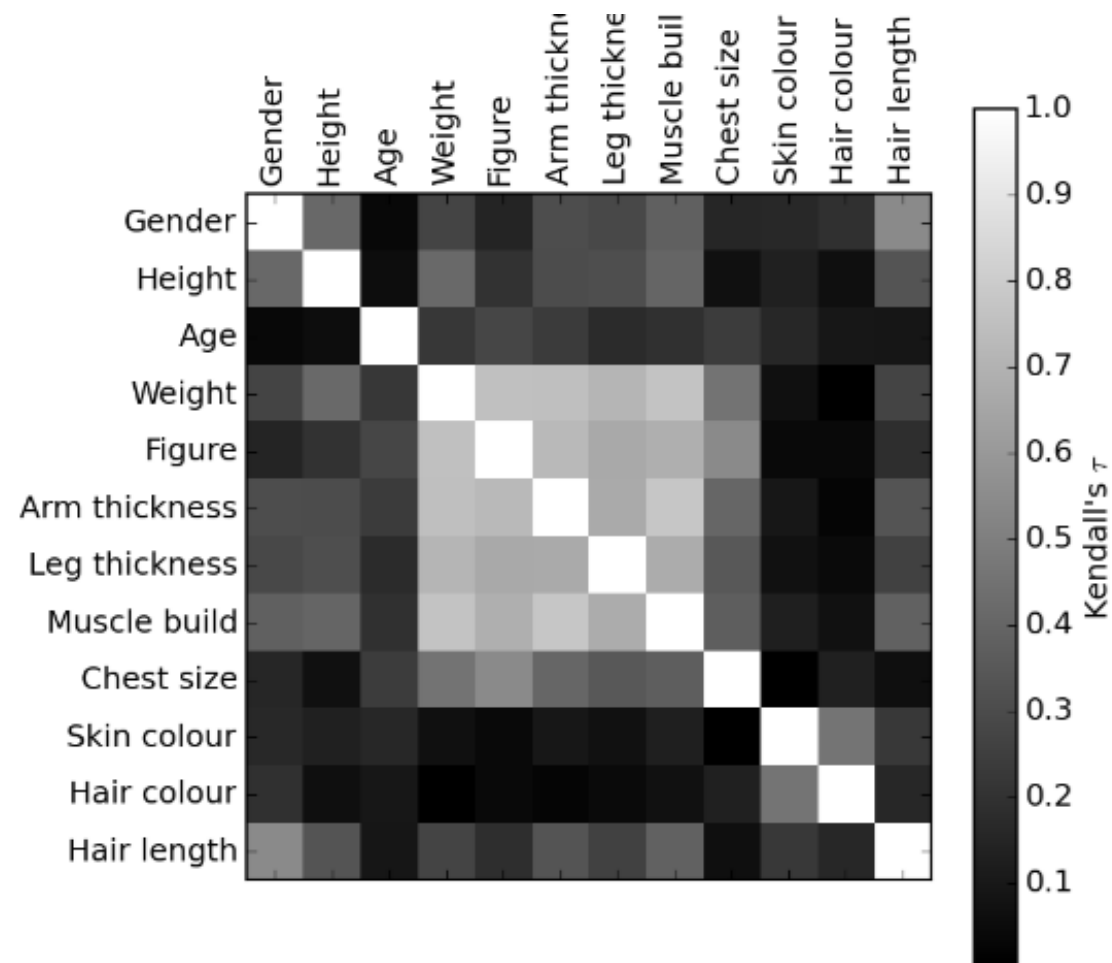 Gender
Height
Age
Weight
Figure
Arm thickn
Leg thickne
Muscle buil
Chest size
Skin colour
Hair colour
Hair length
Gender
Height
Age
Weight
Figure
Arm thickness
Leg thickness
Muscle build
Chest size
Skin colour
Hair colour
Hair length
1.0
0.9
0.8
0.7
0.6
0.5
0.4
0.3
0.2
0.1
Kendall's τ